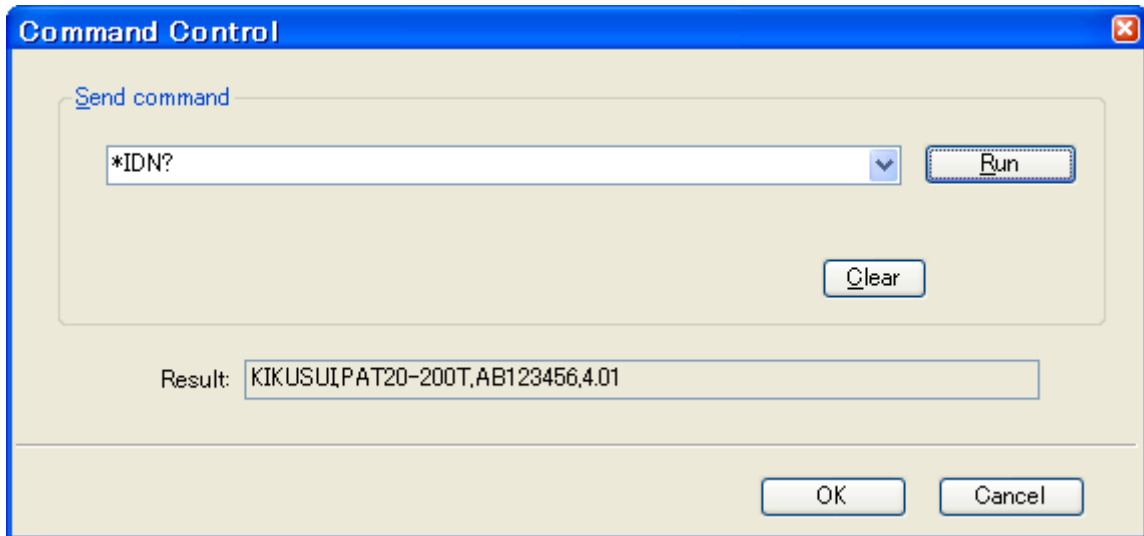 Command Control
Send command
*IDN?
Run
Clear
Result: KIKUSUI,PAT20-200T,AB123456,4.01
OK Cancel